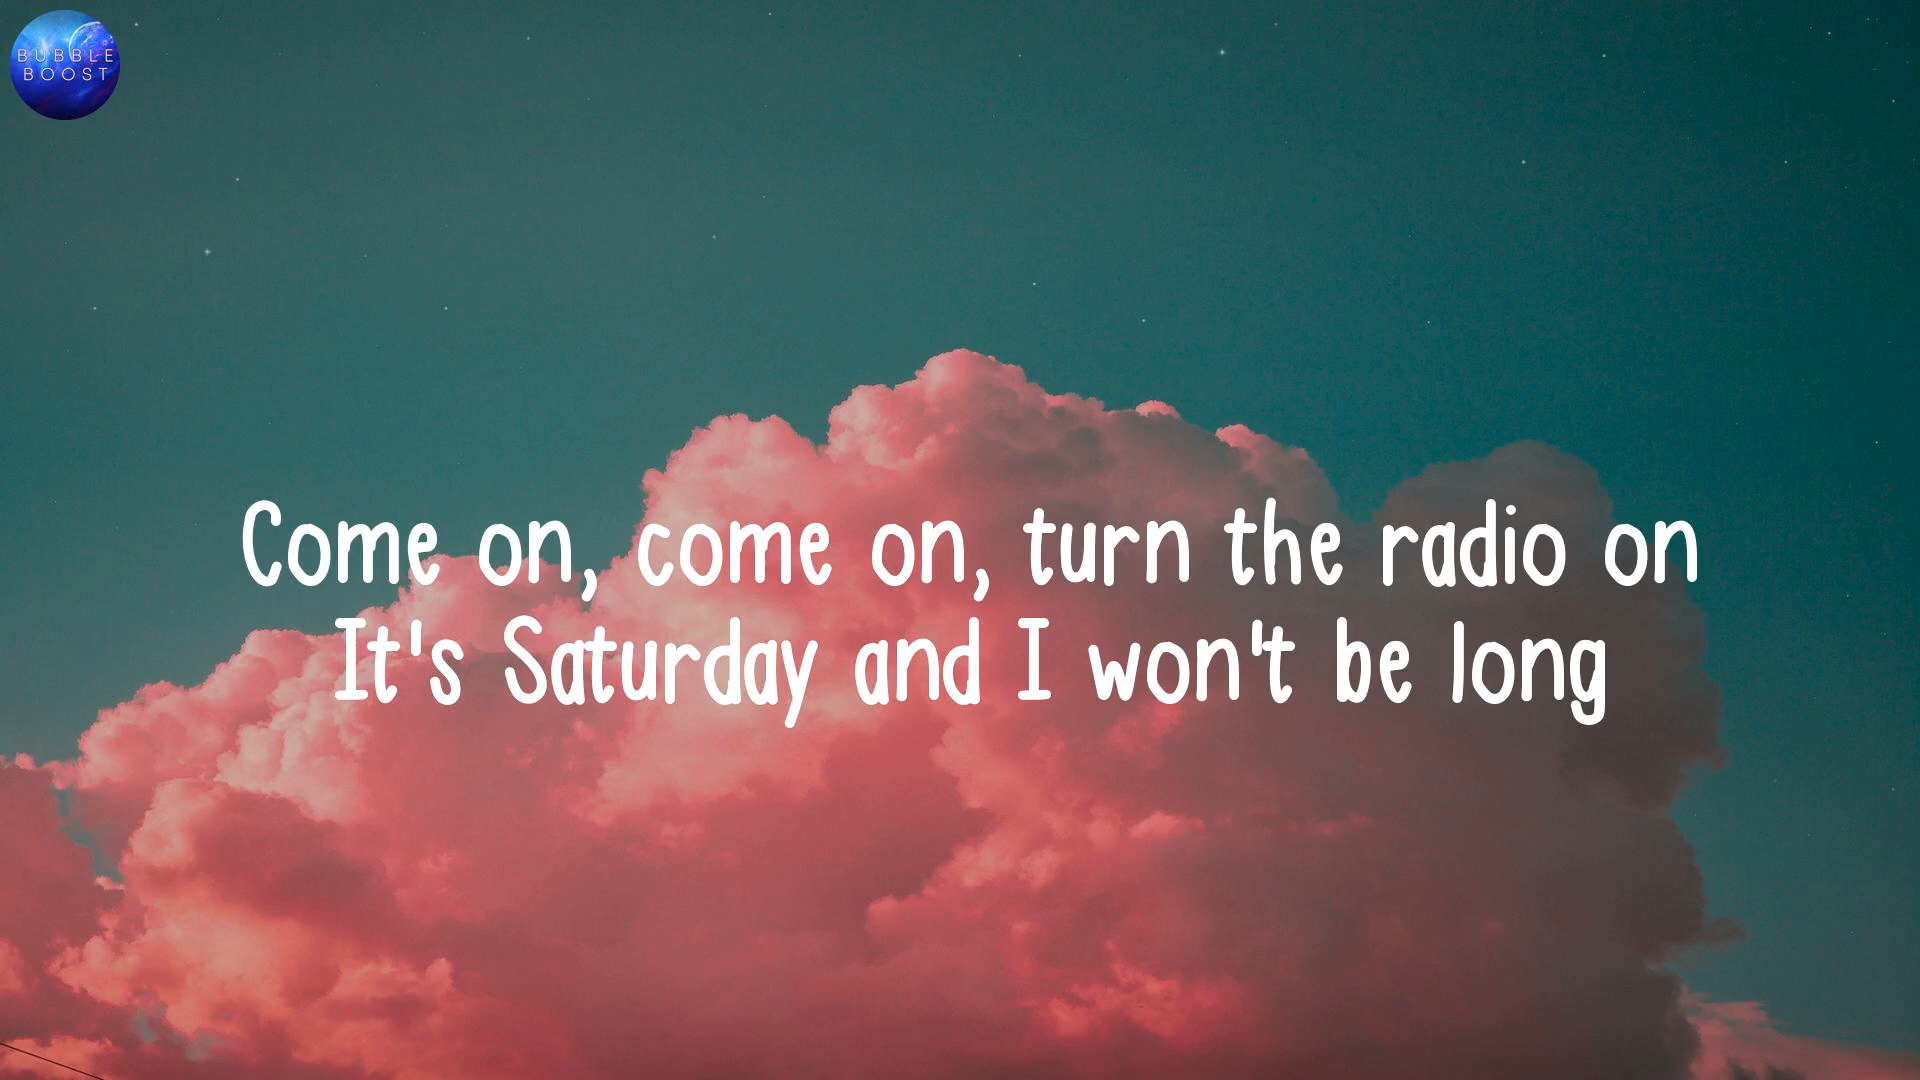 BUBBLE
BOOST
Come on, come on, turn the radio on
It's Saturday and I won't be long